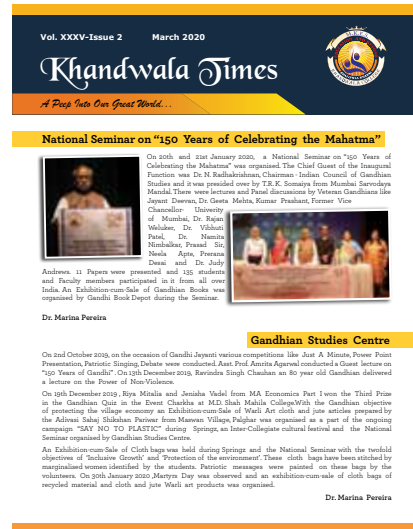 Vol. XXXV-Issue 2 March 2020
Khandwala Times
A Peep Into Our Great World...
National Seminar on “150 Years of Celebrating the Mahatma”
On 20th and 21st January 2020, a National Seminar on “150 Years of
Celebrating the Mahatma” was organised. The Chief Guest of the Inaugural
Function was Dr. N. Radhakrishnan, Chairman - Indian Council of Gandhian
Studies and it was presided over by T.R.K. Somaiya from Mumbai Sarvodaya
Mandal. There were lectures and Panel discussions by Veteran Gandhians like
Jayant Deevan, Dr. Geeta Mehta, Kumar Prashant, Former Vice
Chancellor- Univerity
of Mumbai, Dr. Rajan
Weluker, Dr. Vibhuti
Patel, Dr. Namita
Nimbalkar, Prasad Sir,
Neela Apte, Prerana
Desai and Dr. Judy
Andrews. 11 Papers were presented and 135 students
and Faculty members participated in it from all over
India. An Exhibition-cum-Sale of Gandhian Books was
organised by Gandhi Book Depot during the Seminar.
Dr. Marina Pereira
Gandhian Studies Centre
On 2nd October 2019, on the occasion of Gandhi Jayanti various competitions like Just A Minute, Power Point
Presentation, Patriotic Singing, Debate were conducted. Asst. Prof. Amrita Agarwal conducted a Guest lecture on
“150 Years of Gandhi”. On 13th December 2019, Ravindra Singh Chauhan an 80 year old Gandhian delivered
a lecture on the Power of Non-Violence.
On 19th December 2019, Riya Mitalia and Jenisha Vadel from MA Economics Part I won the Third Prize
in the Gandhian Quiz in the Event Charkha at M.D. Shah Mahila College. With the Gandhian objective
of protecting the village economy an Exhibition-cum-Sale of Warli Art cloth and jute articles prepared by
the Adivasi Sahaj Shikshan Pariwar from Maswan Village, Palghar was organised as a part of the ongoing
campaign “SAY NO TO PLASTIC” during Springz, an Inter-Collegiate cultural festival and the National
Seminar organised by Gandhian Studies Centre.
An Exhibition-cum-Sale of Cloth bags was held during Springz and the National Seminar with the twofold
objectives of 'Inclusive Growth' and 'Protection of the environment'. These cloth bags have been stitched by
marginalised women identified by the students. Patriotic messages were painted on these bags by the
volunteers. On 30th January 2020, Martyrs Day was observed and an exhibition-cum-sale of cloth bags of
recycled material and cloth and jute Warli art products was organised.
Dr. Marina Pereira